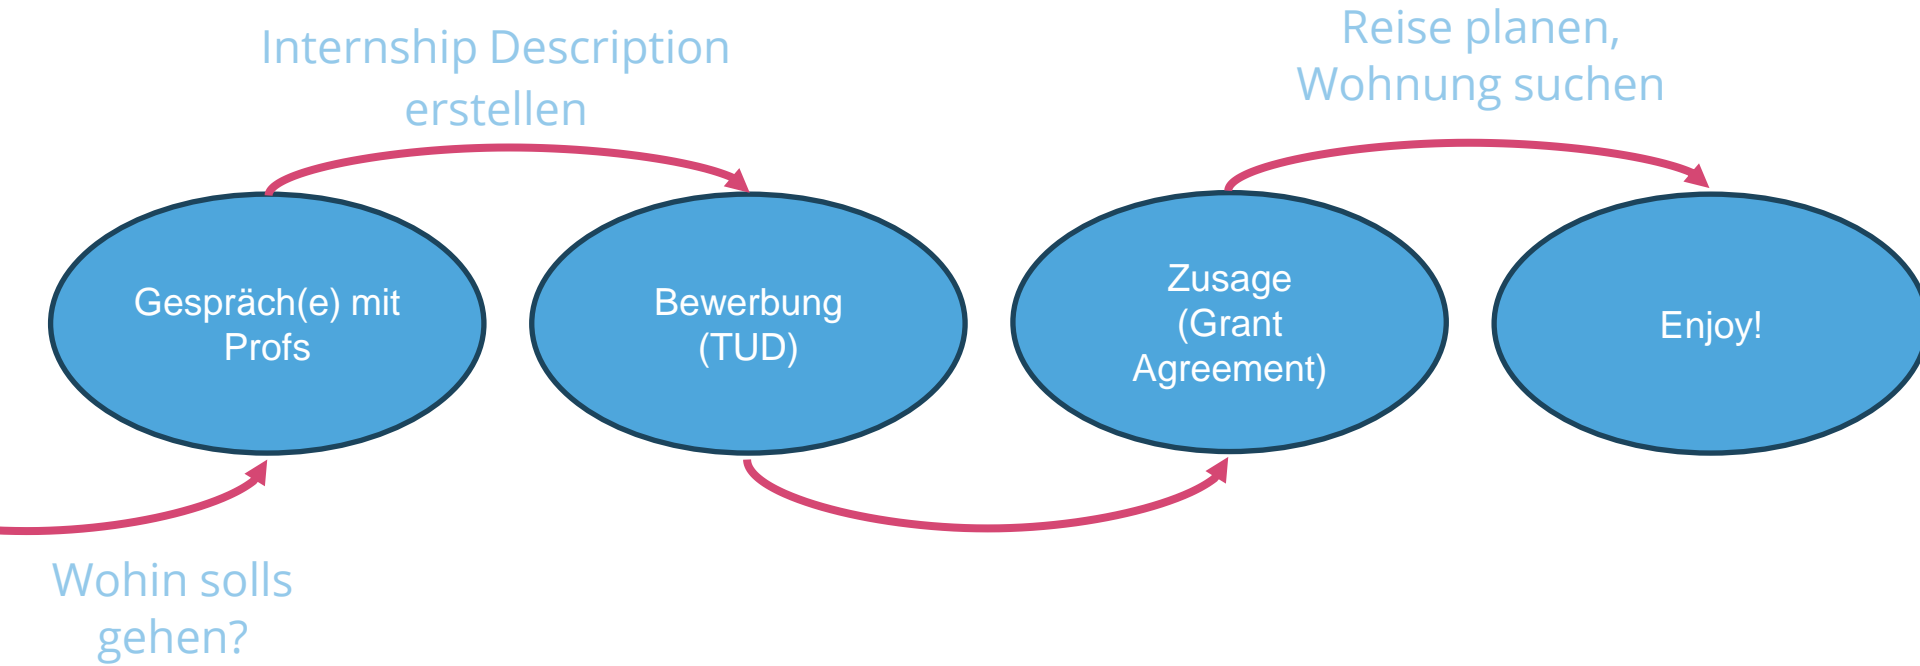 Internship Description
erstellen
Reise planen,
Wohnung suchen
Gespräch(e) mit
Profs
Bewerbung
(TUD)
Zusage
(Grant
Agreement)
Enjoy!
Wohin solls
gehen?